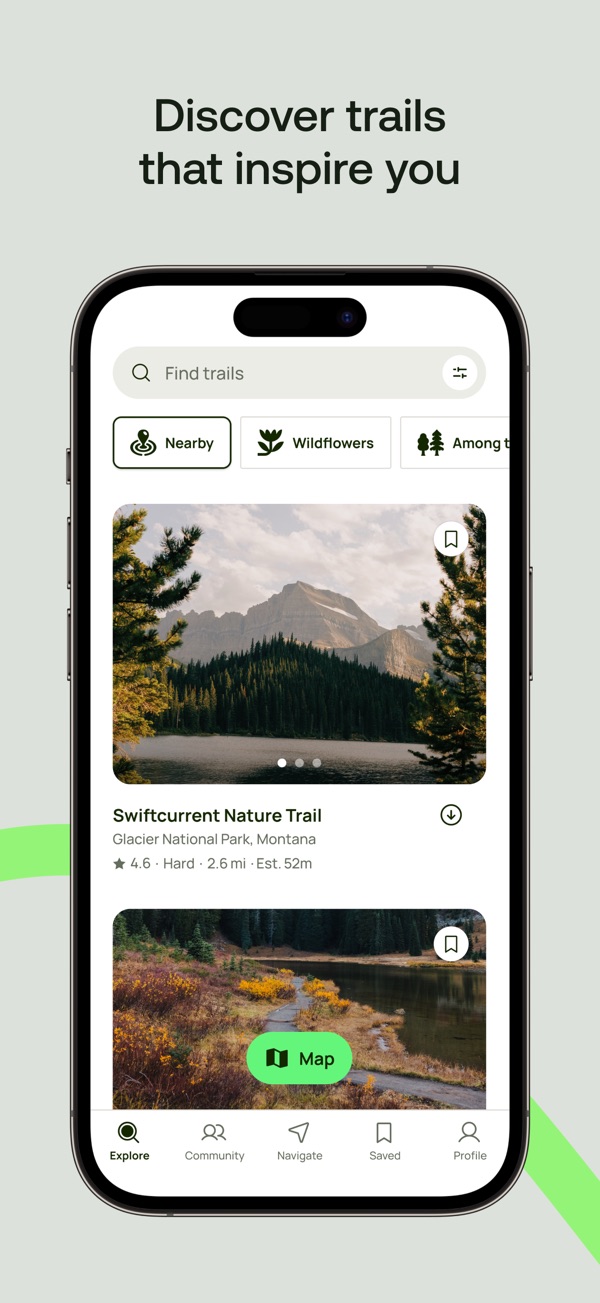 Discover trails
that inspire you
Find trails
Nearby
Wildflowers
Among t
Swiftcurrent Nature Trail
Glacier National Park, Montana
★ 4.6 · Hard · 2.6 mi · Est. 52m
Map
Explore
Community
Navigate
Saved
Profile